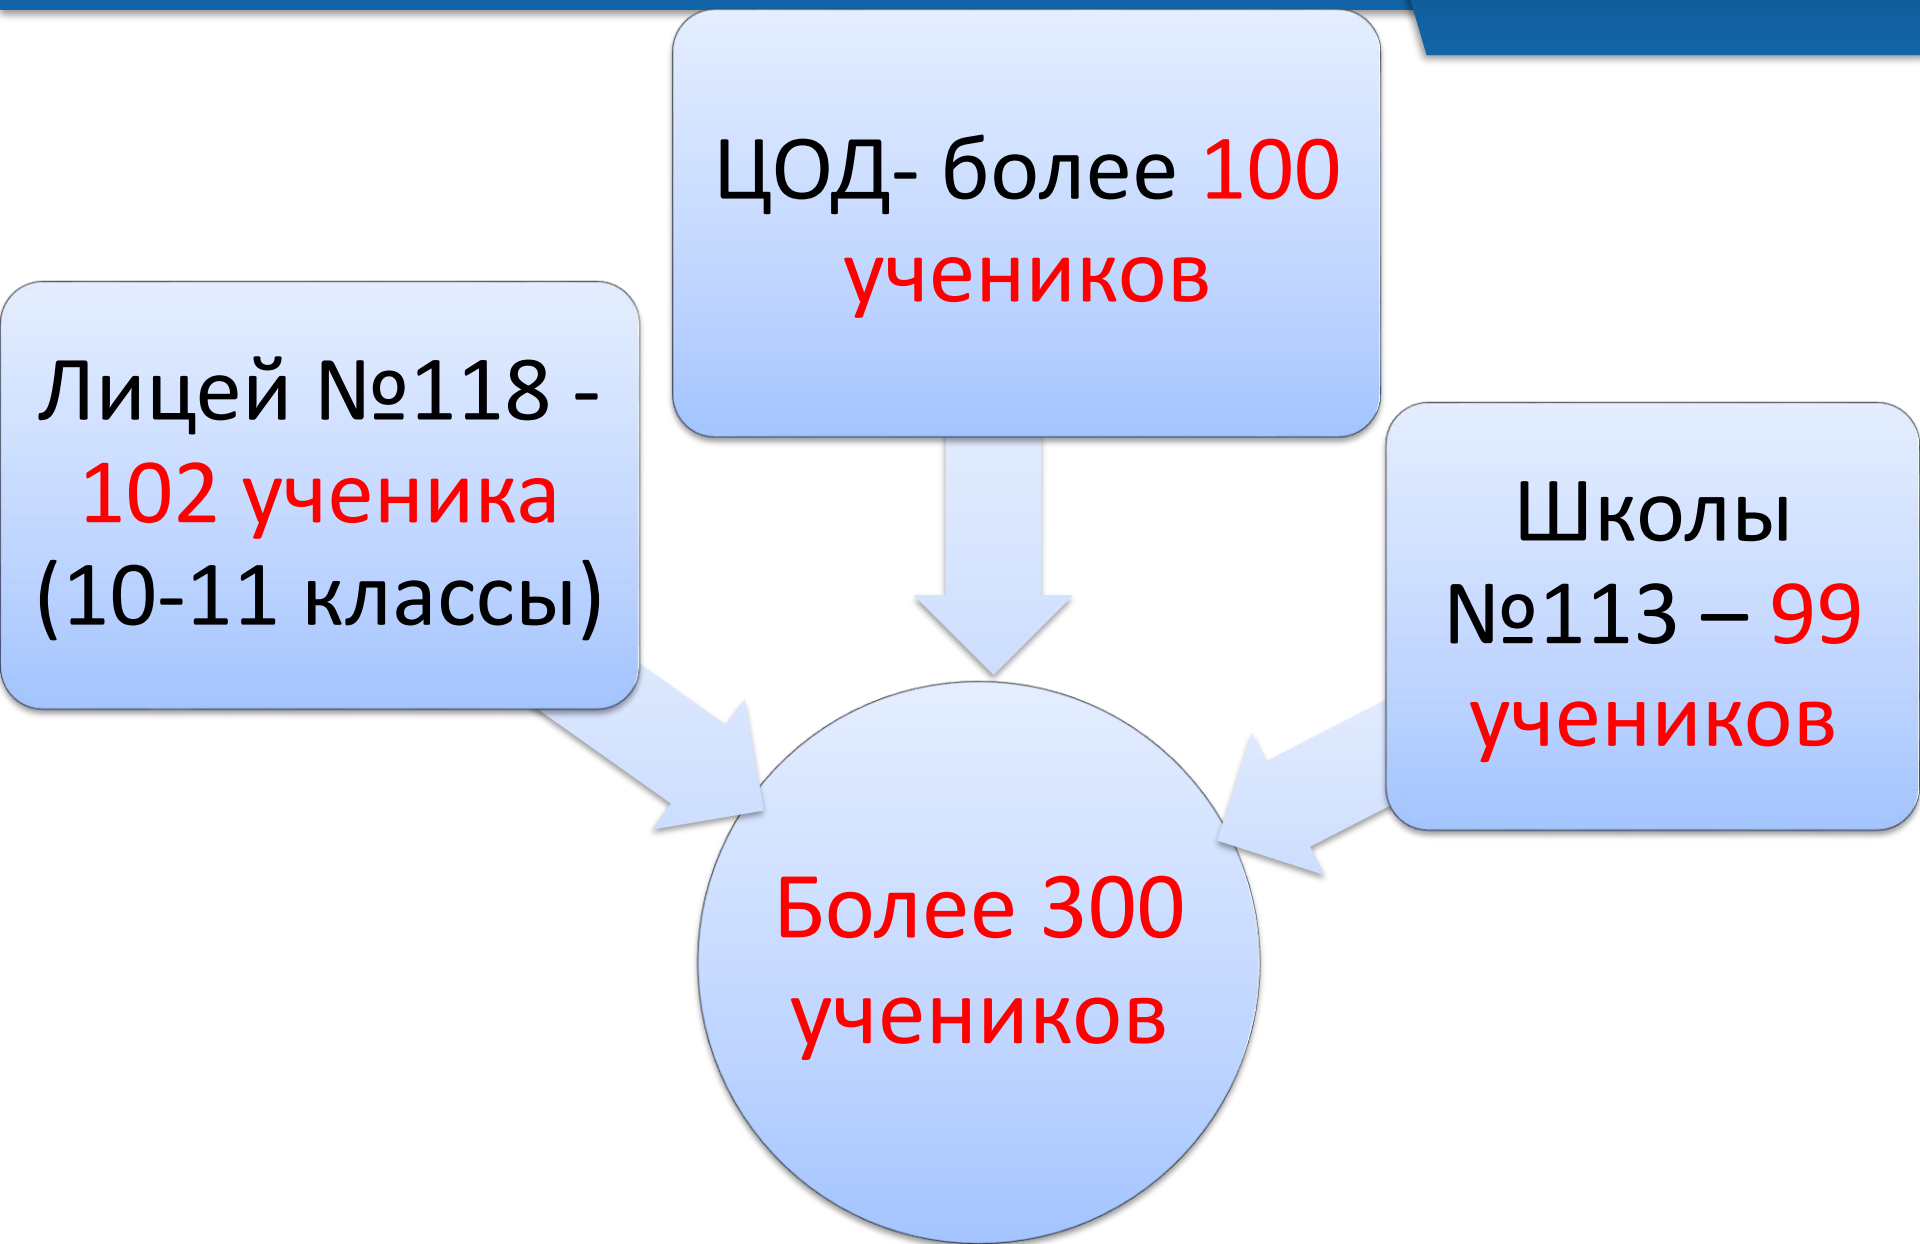 ЦОД- более 100
учеников
Лицей №118 -
102 ученика
(10-11 классы)
Школы
№113 – 99
учеников
Более 300
учеников